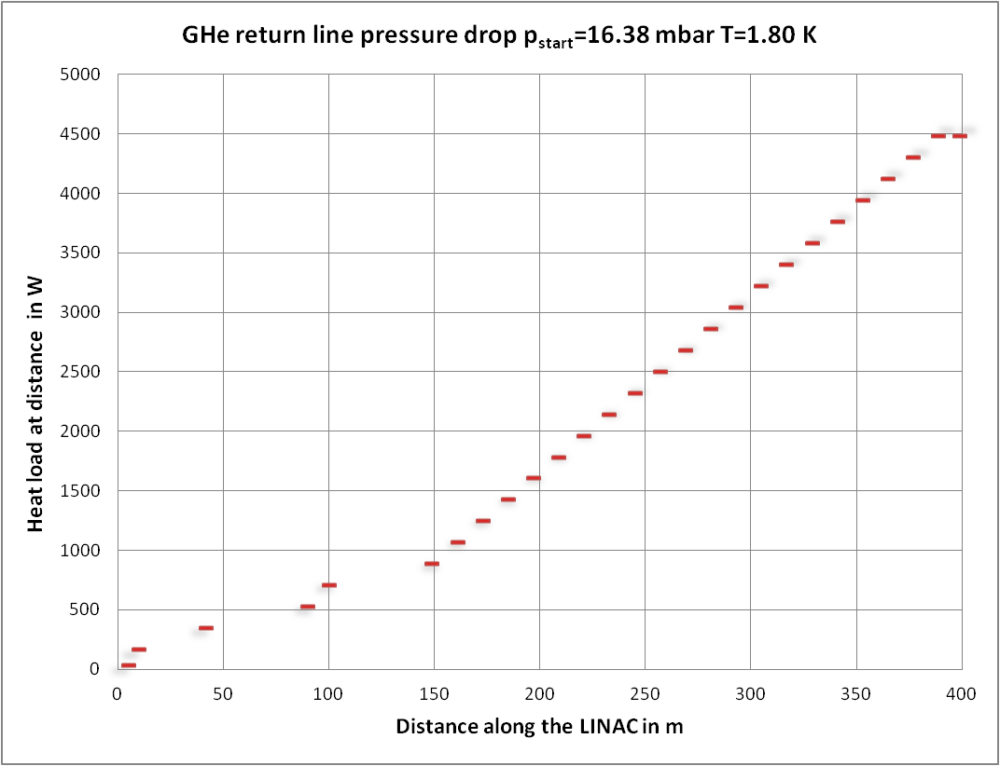 GHe return line pressure drop pstart=16.38 mbar T=1.80 K
5000
4500
4000
3500
3000
2500
2000
1500
1000
500
0
Heat load at distance in W
0 50 100 150 200 250 300 350 400
Distance along the LINAC in m